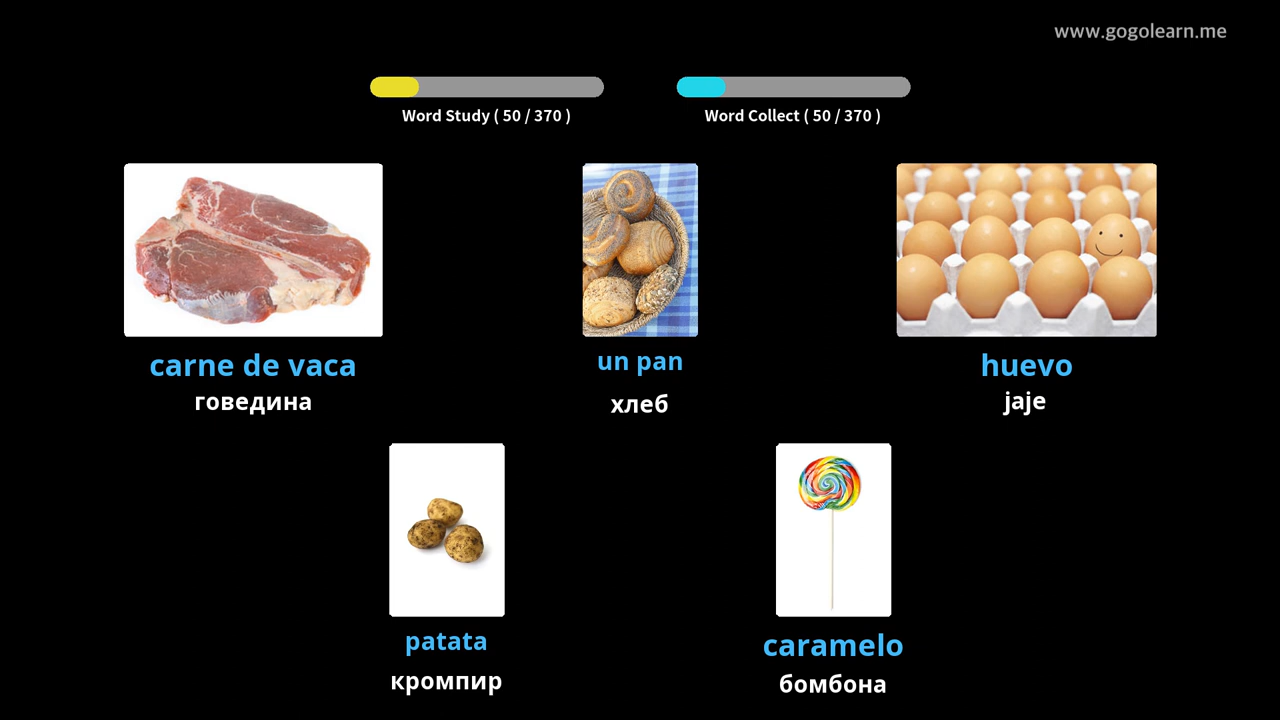 www.gogolearn.me
Word Study ( 50 / 370 )
Word Collect ( 50 / 370 )
carne de vaca
говедина
un pan
хлеб
huevo
јаје
patata
кромпир
caramelo
бомбона